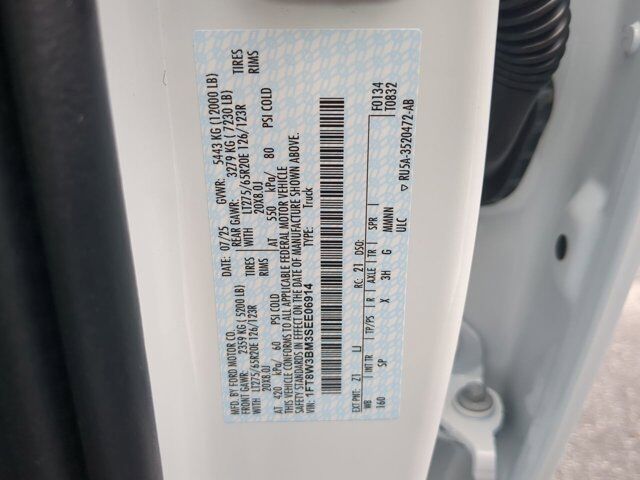 MFD. BY FORD MOTOR CO.
DATE: 07/25 GVWR: 5443 KG (12000 LB)
FRONT GAWR: 2359 KG (5200 LB) REAR GAWR: 3279 KG (7230 LB)
WITH LT275/65R20E 126/123R TIRES WITH LT275/65R20E 126/123R TIRES
20X8.0J RIMS 20X8.0J RIMS
AT 420 kPa/ 60 PSI COLD AT 550 kPa/ 80 PSI COLD
THIS VEHICLE CONFORMS TO ALL APPLICABLE FEDERAL MOTOR VEHICLE
SAFETY STANDARDS IN EFFECT ON THE DATE OF MANUFACTURE SHOWN ABOVE.
VIN: 1FT8W3BM3SEE06914 TYPE: Truck
F0134
T0832
EXT PNT: Z1 RC: 21 DSO:
WB INT TR TP/PS R AXLE TR SPR
160 SP LJ X 3H G MANN
ULC
RU5A-3520472-AB